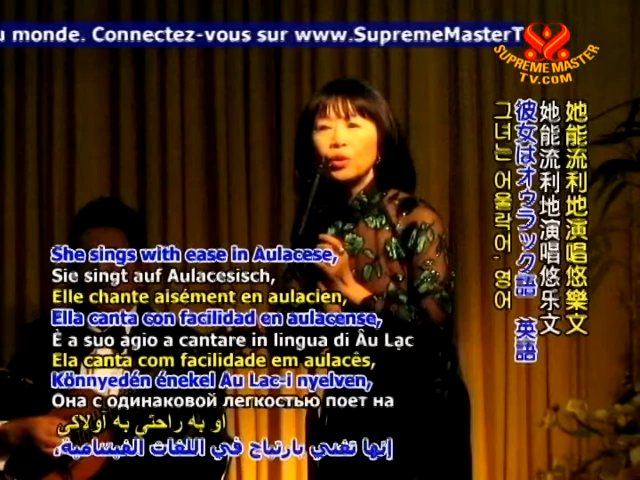 u monde. Connectez-vous sur www.SupremeMasterT
SUPREME MASTER
TV.COM
她能流利地演唱悠樂文
她能流利地演唱悠乐文
彼女はオゥラック語 英語
그녀는 어울락어, 영어
She sings with ease in Aulacese,
Sie singt auf Aulacesisch,
Elle chante aisément en aulacien,
Ella canta con facilidad en aulacense,
È a suo agio a cantare in lingua di Âu Lạc
Ela canta com facilidade em aulacês,
Könnyedén énekel Au Lac-i nyelven,
Она с одинаковой легкостью поет на
او به راحتی به آولاکی
إنها تغني بارتياح في اللغات الفيتنامية،